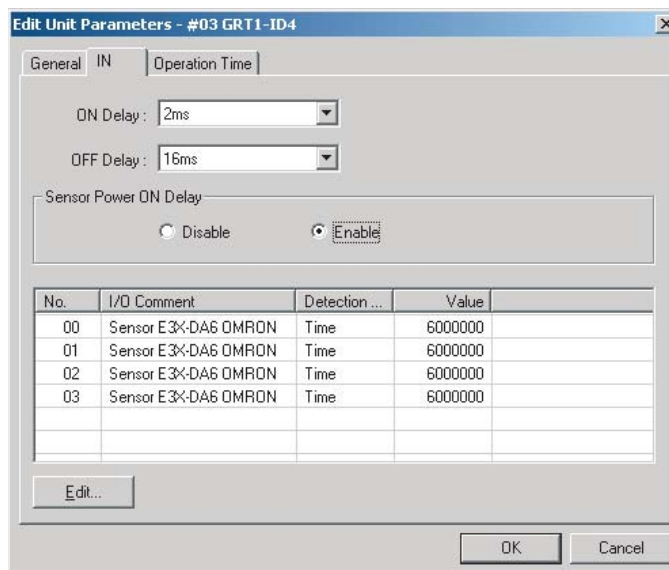 Edit Unit Parameters - #03 GRT1-ID4
General IN Operation Time
ON Delay : 2ms
OFF Delay : 16ms
Sensor Power ON Delay
Disable Enable
No. I/O Comment Detection ... Value
00 Sensor E3X-DA6 OMRON Time 6000000
01 Sensor E3X-DA6 OMRON Time 6000000
02 Sensor E3X-DA6 OMRON Time 6000000
03 Sensor E3X-DA6 OMRON Time 6000000
Edit...
OK Cancel